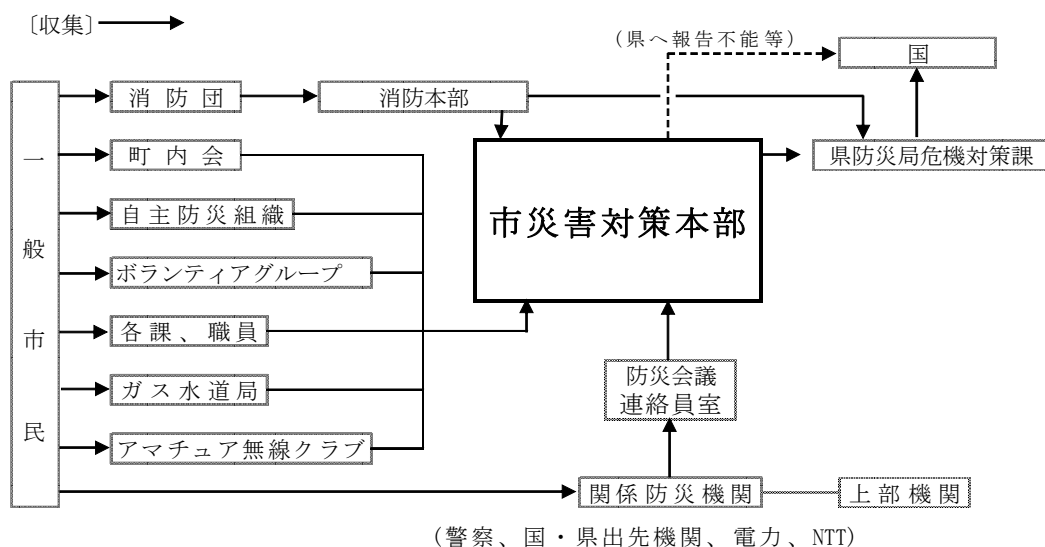 〔収集〕
(県へ報告不能等)
国
一般市民
消防団
消防本部
町内会
県防災局危機対策課
自主防災組織
市災害対策本部
ボランティアグループ
各課、職員
防災会議
連絡員室
ガス水道局
アマチュア無線クラブ
関係防災機関
上部機関
(警察、国・県出先機関、電力、NTT)